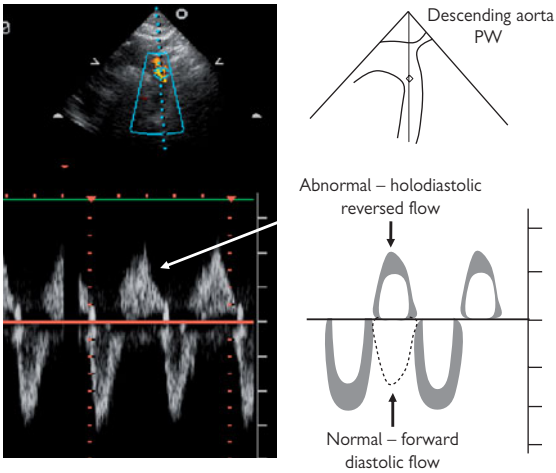 Descending aorta
PW
Abnormal – holodiastolic
reversed flow
Normal – forward
diastolic flow